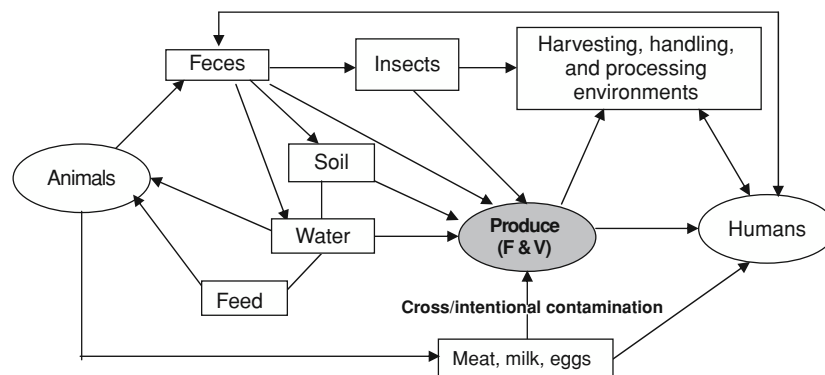 Feces
Insects
Harvesting, handling,
and processing
environments
Soil
Animals
Water
Produce
(F & V)
Humans
Feed
Cross/intentional contamination
Meat, milk, eggs